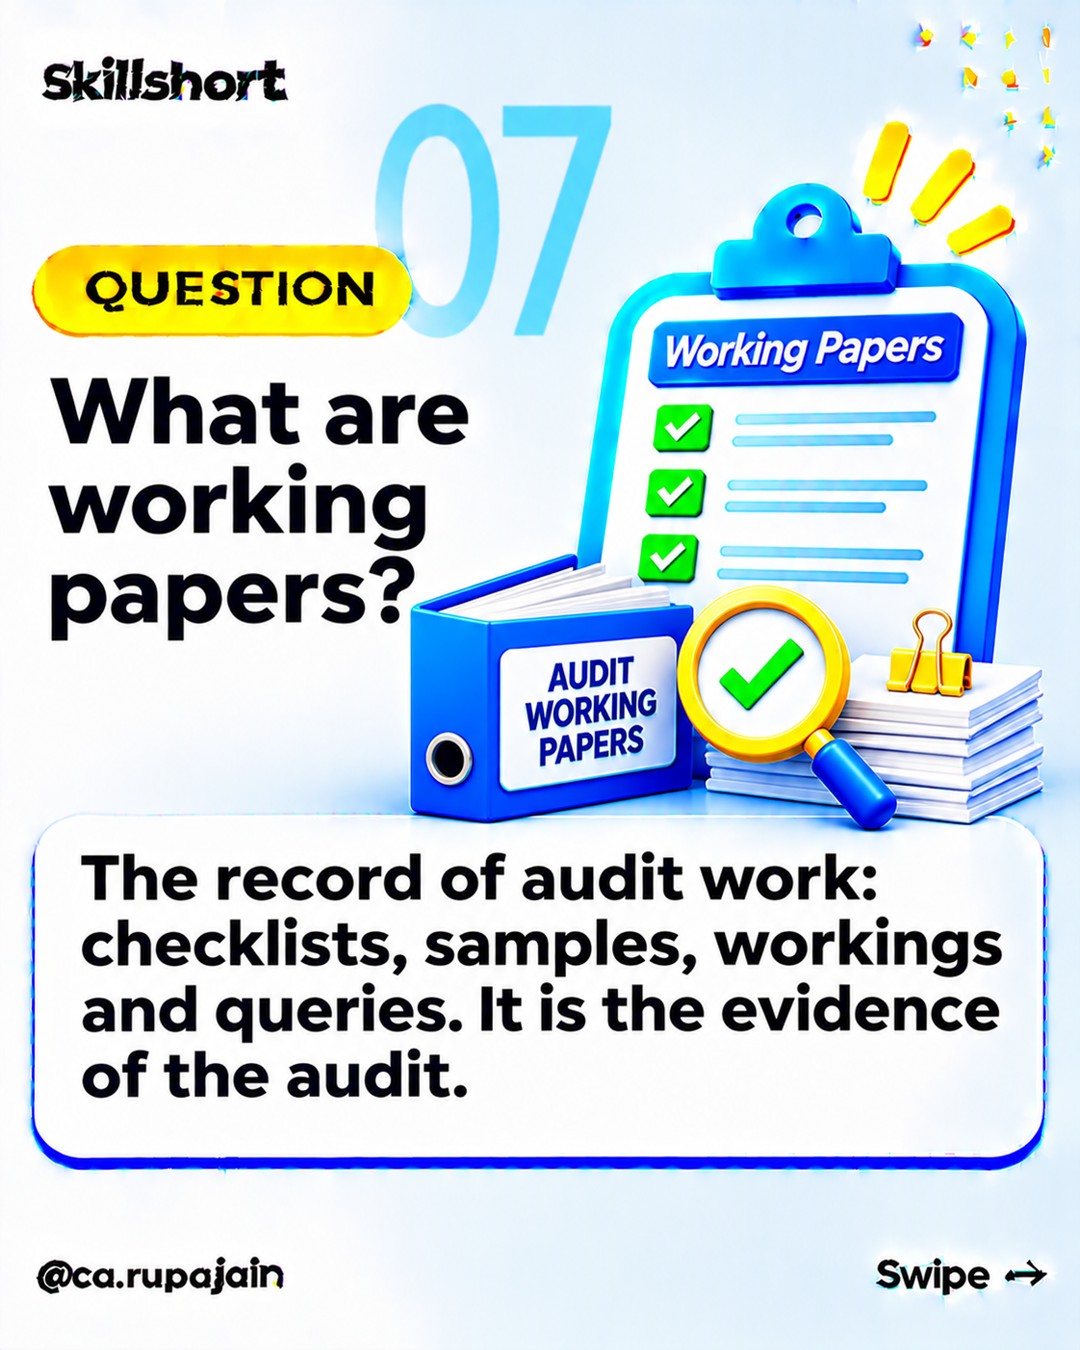 Skillshort
07
QUESTION
What are
working
papers?
Working Papers
AUDIT
WORKING
PAPERS
The record of audit work:
checklists, samples, workings
and queries. It is the evidence
of the audit.
@ca.rupajain
Swipe →